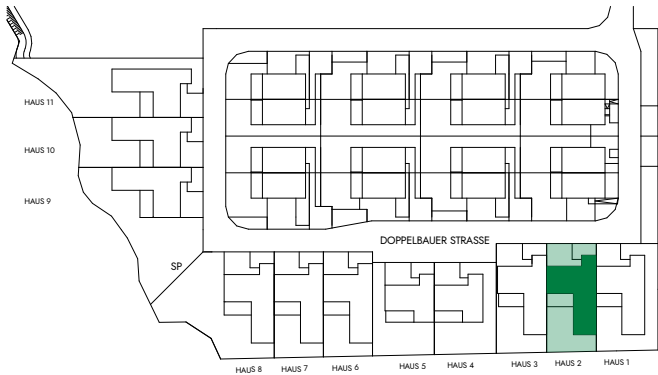 HAUS 11
HAUS 10
HAUS 9
DOPPELBAUER STRASSE
SP
HAUS 8 HAUS 7 HAUS 6 HAUS 5 HAUS 4 HAUS 3 HAUS 2 HAUS 1